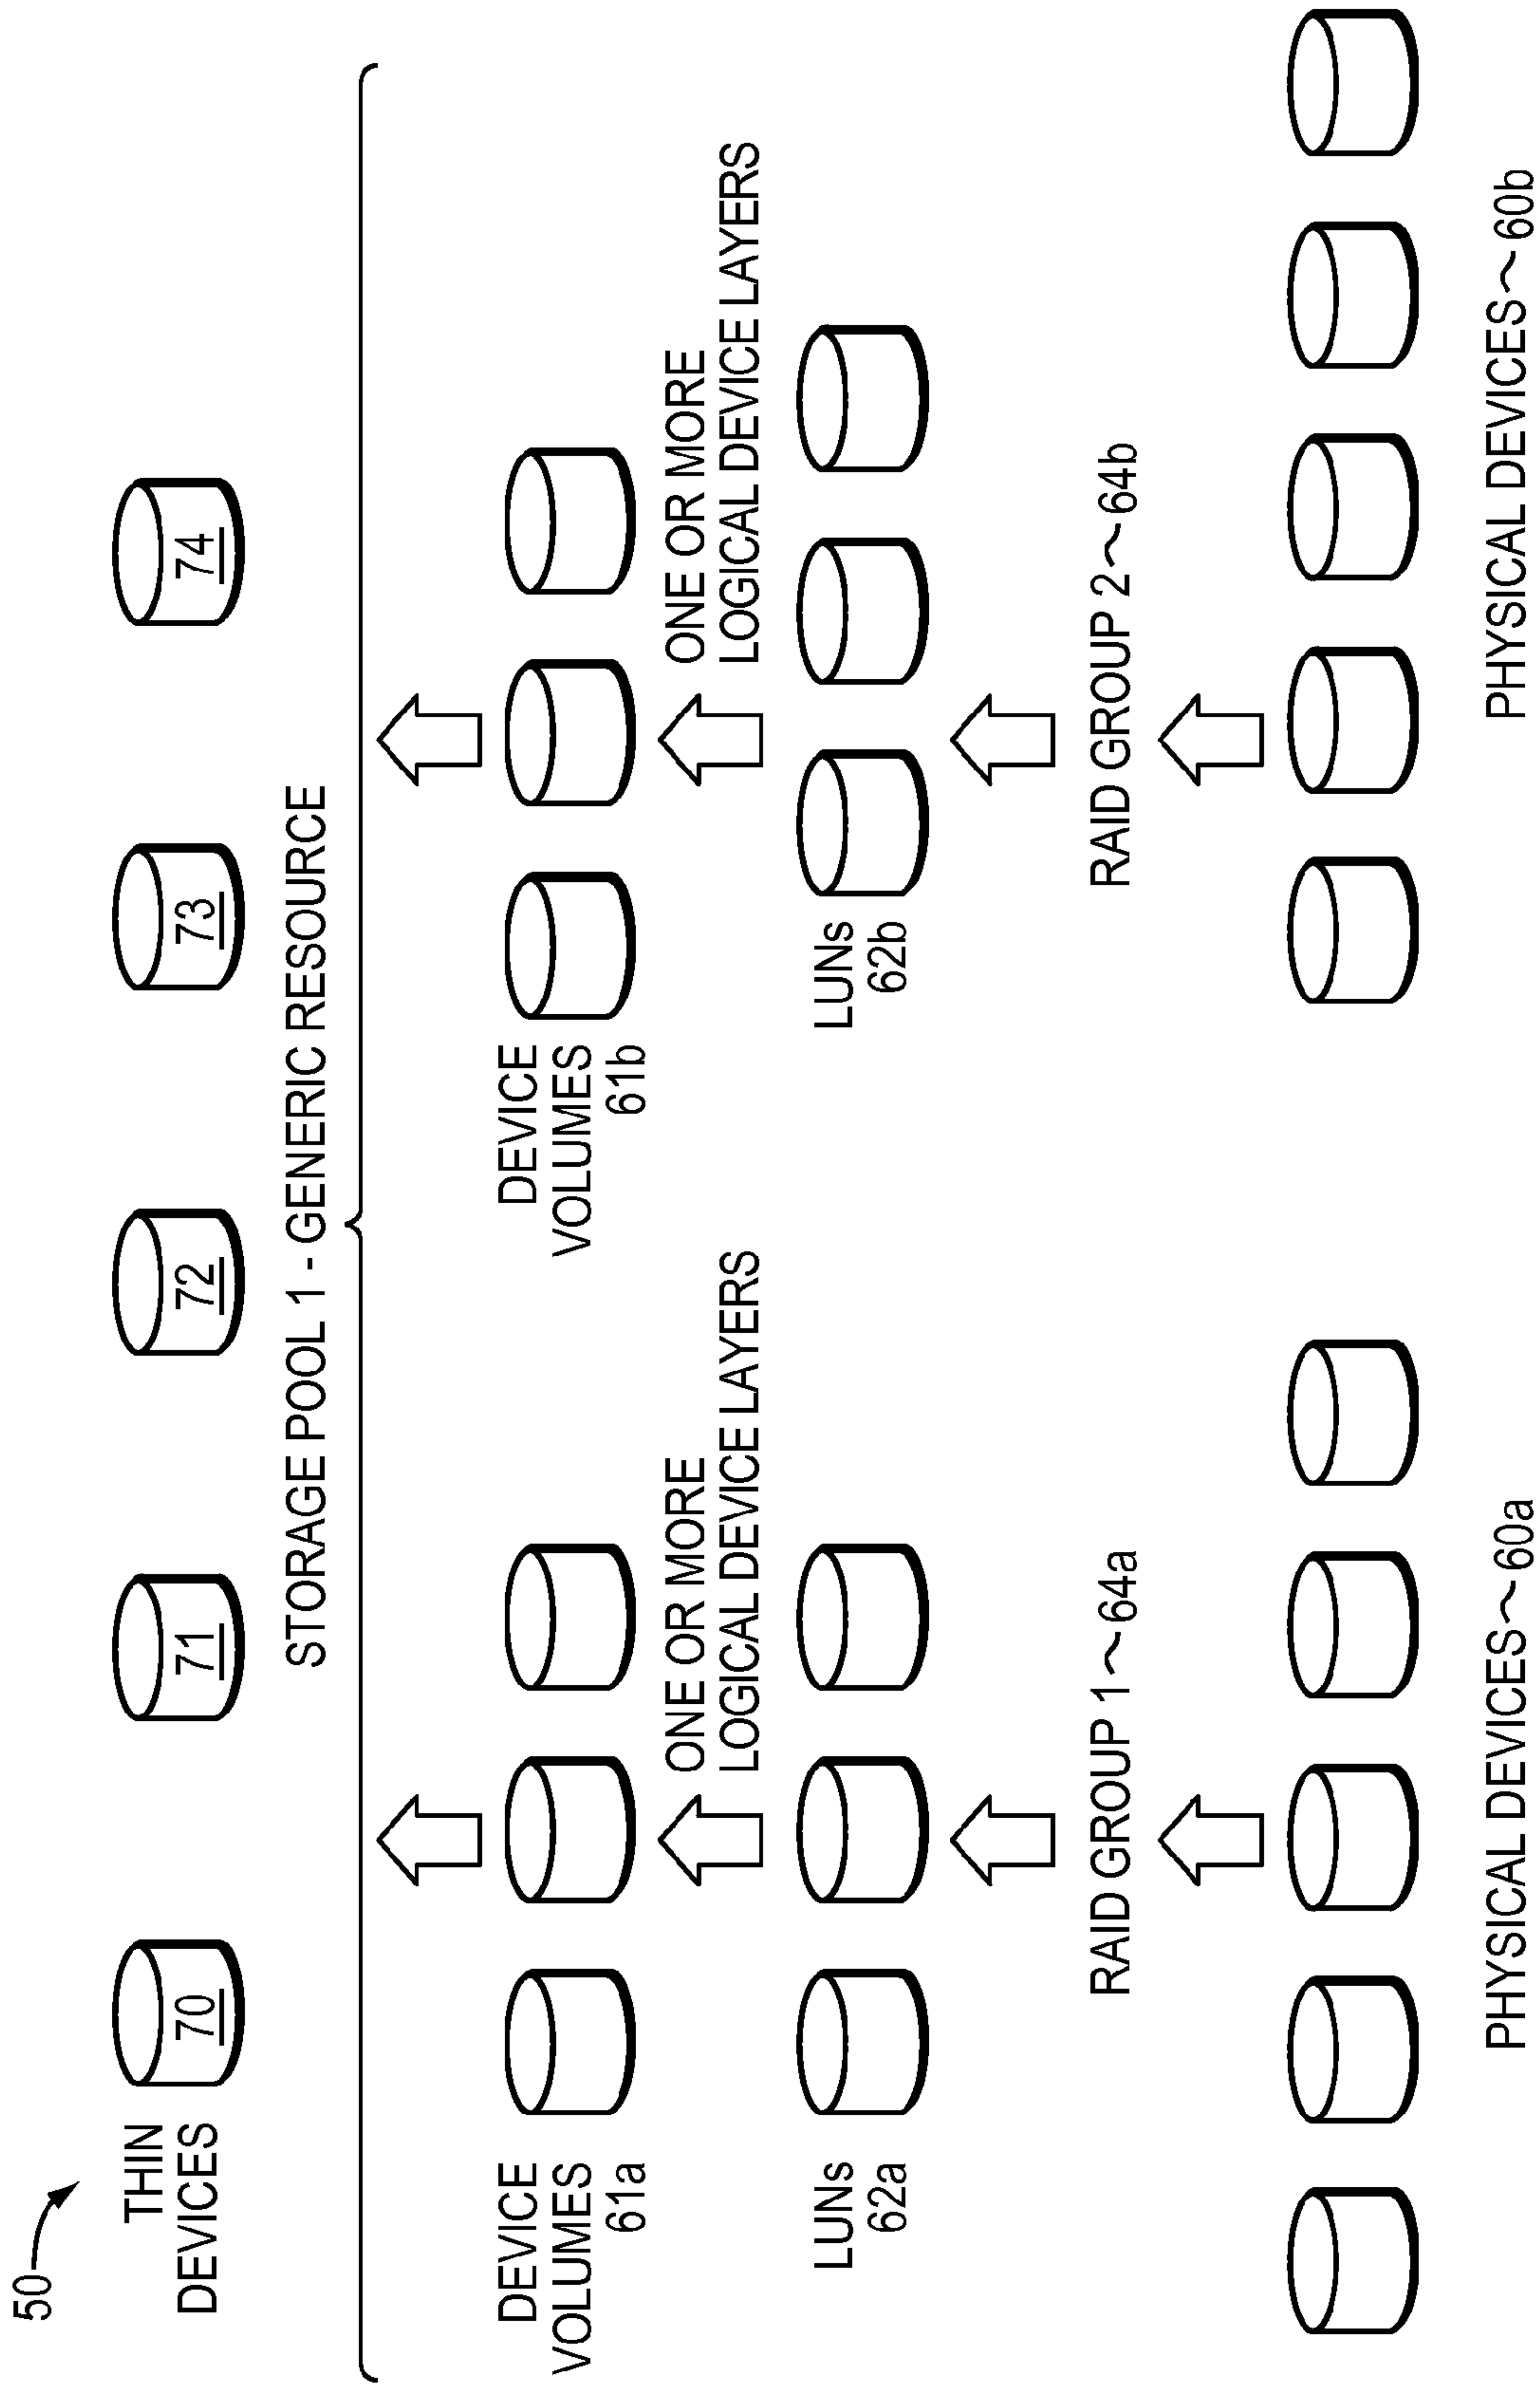 50
THIN
DEVICES
70
71
72
73
74
STORAGE POOL 1 - GENERIC RESOURCE
DEVICE
VOLUMES
61a
DEVICE
VOLUMES
61b
ONE OR MORE
LOGICAL DEVICE LAYERS
ONE OR MORE
LOGICAL DEVICE LAYERS
LUNs
62a
LUNs
62b
RAID GROUP 1~64a
RAID GROUP 2~64b
PHYSICAL DEVICES~60a
PHYSICAL DEVICES~60b